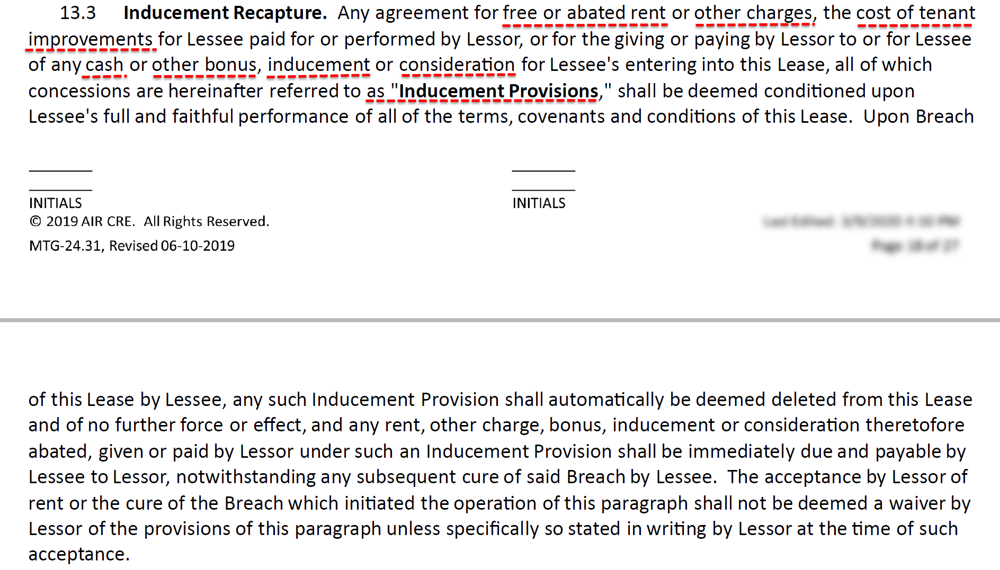 13.3 Inducement Recapture. Any agreement for free or abated rent or other charges, the cost of tenant
improvements for Lessee paid for or performed by Lessor, or for the giving or paying by Lessor to or for Lessee
of any cash or other bonus, inducement or consideration for Lessee's entering into this Lease, all of which
concessions are hereinafter referred to as "Inducement Provisions," shall be deemed conditioned upon
Lessee's full and faithful performance of all of the terms, covenants and conditions of this Lease. Upon Breach
INITIALS
INITIALS
© 2019 AIR CRE. All Rights Reserved.
MTG-24.31, Revised 06-10-2019
of this Lease by Lessee, any such Inducement Provision shall automatically be deemed deleted from this Lease
and of no further force or effect, and any rent, other charge, bonus, inducement or consideration theretofore
abated, given or paid by Lessor under such an Inducement Provision shall be immediately due and payable by
Lessee to Lessor, notwithstanding any subsequent cure of said Breach by Lessee. The acceptance by Lessor of
rent or the cure of the Breach which initiated the operation of this paragraph shall not be deemed a waiver by
Lessor of the provisions of this paragraph unless specifically so stated in writing by Lessor at the time of such
acceptance.